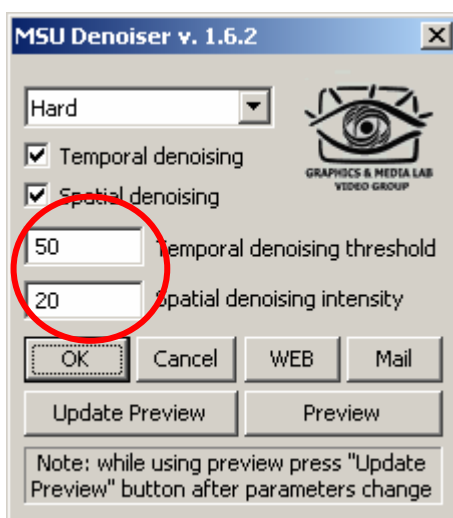 MSU Denoiser v. 1.6.2
Hard
Temporal denoising
Spatial denoising
GRAPHICS & MEDIA LAB
VIDEO GROUP
50 Temporal denoising threshold
20 Spatial denoising intensity
OK Cancel WEB Mail
Update Preview Preview
Note: while using preview press "Update
Preview" button after parameters change